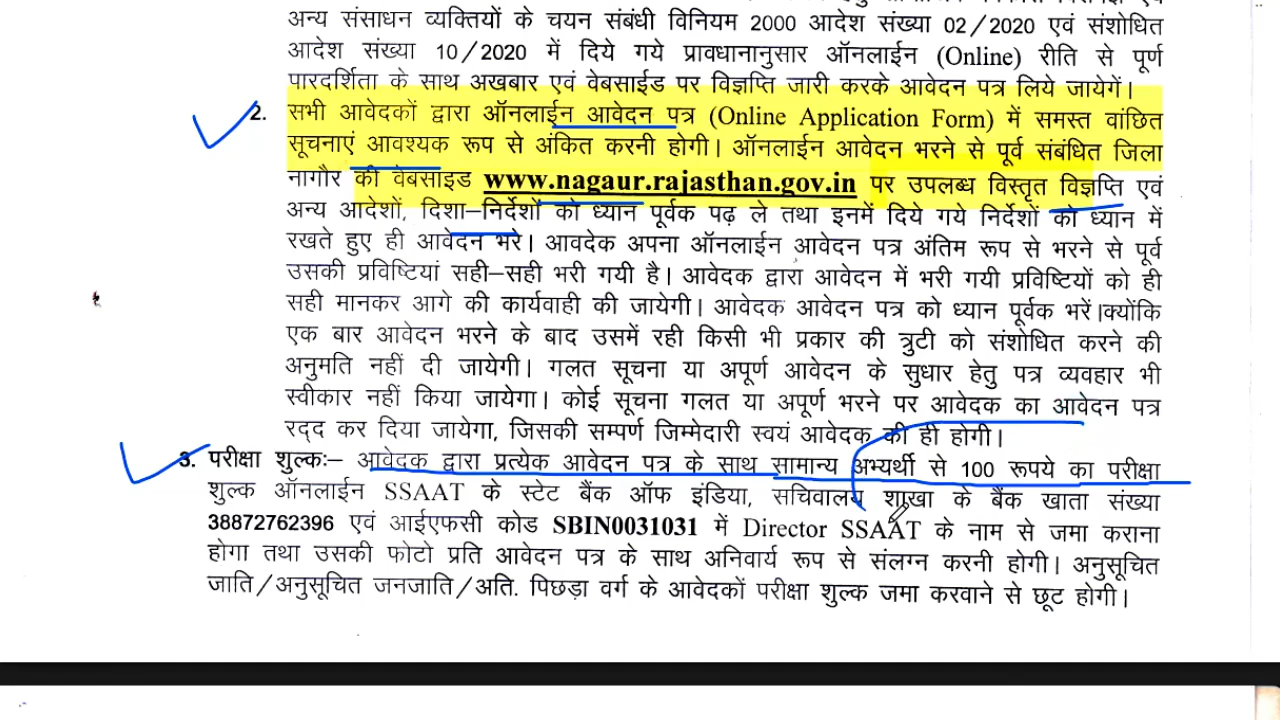 अन्य संसाधन व्यक्तियों के चयन संबंधी विनियम 2000 आदेश संख्या 02/2020 एवं संशोधित
आदेश संख्या 10/2020 में दिये गये प्रावधानानुसार ऑनलाईन (Online) रीति से पूर्ण
पारदर्शिता के साथ अखबार एवं वेबसाईड पर विज्ञप्ति जारी करके आवेदन पत्र लिये जायेगें।
2. सभी आवेदकों द्वारा ऑनलाईन आवेदन पत्र (Online Application Form) में समस्त वांछित
सूचनाएं आवश्यक रूप से अंकित करनी होगी। ऑनलाईन आवेदन भरने से पूर्व संबंधित जिला
नागौर की वेबसाइड www.nagaur.rajasthan.gov.in पर उपलब्ध विस्तृत विज्ञप्ति एवं
अन्य आदेशों, दिशा–निर्देशों को ध्यान पूर्वक पढ़ ले तथा इनमें दिये गये निर्देशों को ध्यान में
रखते हुए ही आवेदन भरे। आवदेक अपना ऑनलाईन आवेदन पत्र अंतिम रूप से भरने से पूर्व
उसकी प्रविष्टियां सही–सही भरी गयी है। आवेदक द्वारा आवेदन में भरी गयी प्रविष्टियों को ही
सही मानकर आगे की कार्यवाही की जायेगी। आवेदक आवेदन पत्र को ध्यान पूर्वक भरें।क्योंकि
एक बार आवेदन भरने के बाद उसमें रही किसी भी प्रकार की त्रुटी को संशोधित करने की
अनुमति नहीं दी जायेगी। गलत सूचना या अपूर्ण आवेदन के सुधार हेतु पत्र व्यवहार भी
स्वीकार नहीं किया जायेगा। कोई सूचना गलत या अपूर्ण भरने पर आवेदक का आवेदन पत्र
रद्द कर दिया जायेगा, जिसकी सम्पर्ण जिम्मेदारी स्वयं आवेदक की ही होगी।
3. परीक्षा शुल्कः– आवेदक द्वारा प्रत्येक आवेदन पत्र के साथ सामान्य अभ्यर्थी से 100 रूपये का परीक्षा
शुल्क ऑनलाईन SSAAT के स्टेट बैंक ऑफ इंडिया, सचिवालय शाखा के बैंक खाता संख्या
38872762396 एवं आईएफसी कोड SBIN0031031 में Director SSAAT के नाम से जमा कराना
होगा तथा उसकी फोटो प्रति आवेदन पत्र के साथ अनिवार्य रूप से संलग्न करनी होगी। अनुसूचित
जाति/अनुसूचित जनजाति/अति. पिछड़ा वर्ग के आवेदकों परीक्षा शुल्क जमा करवाने से छूट होगी।